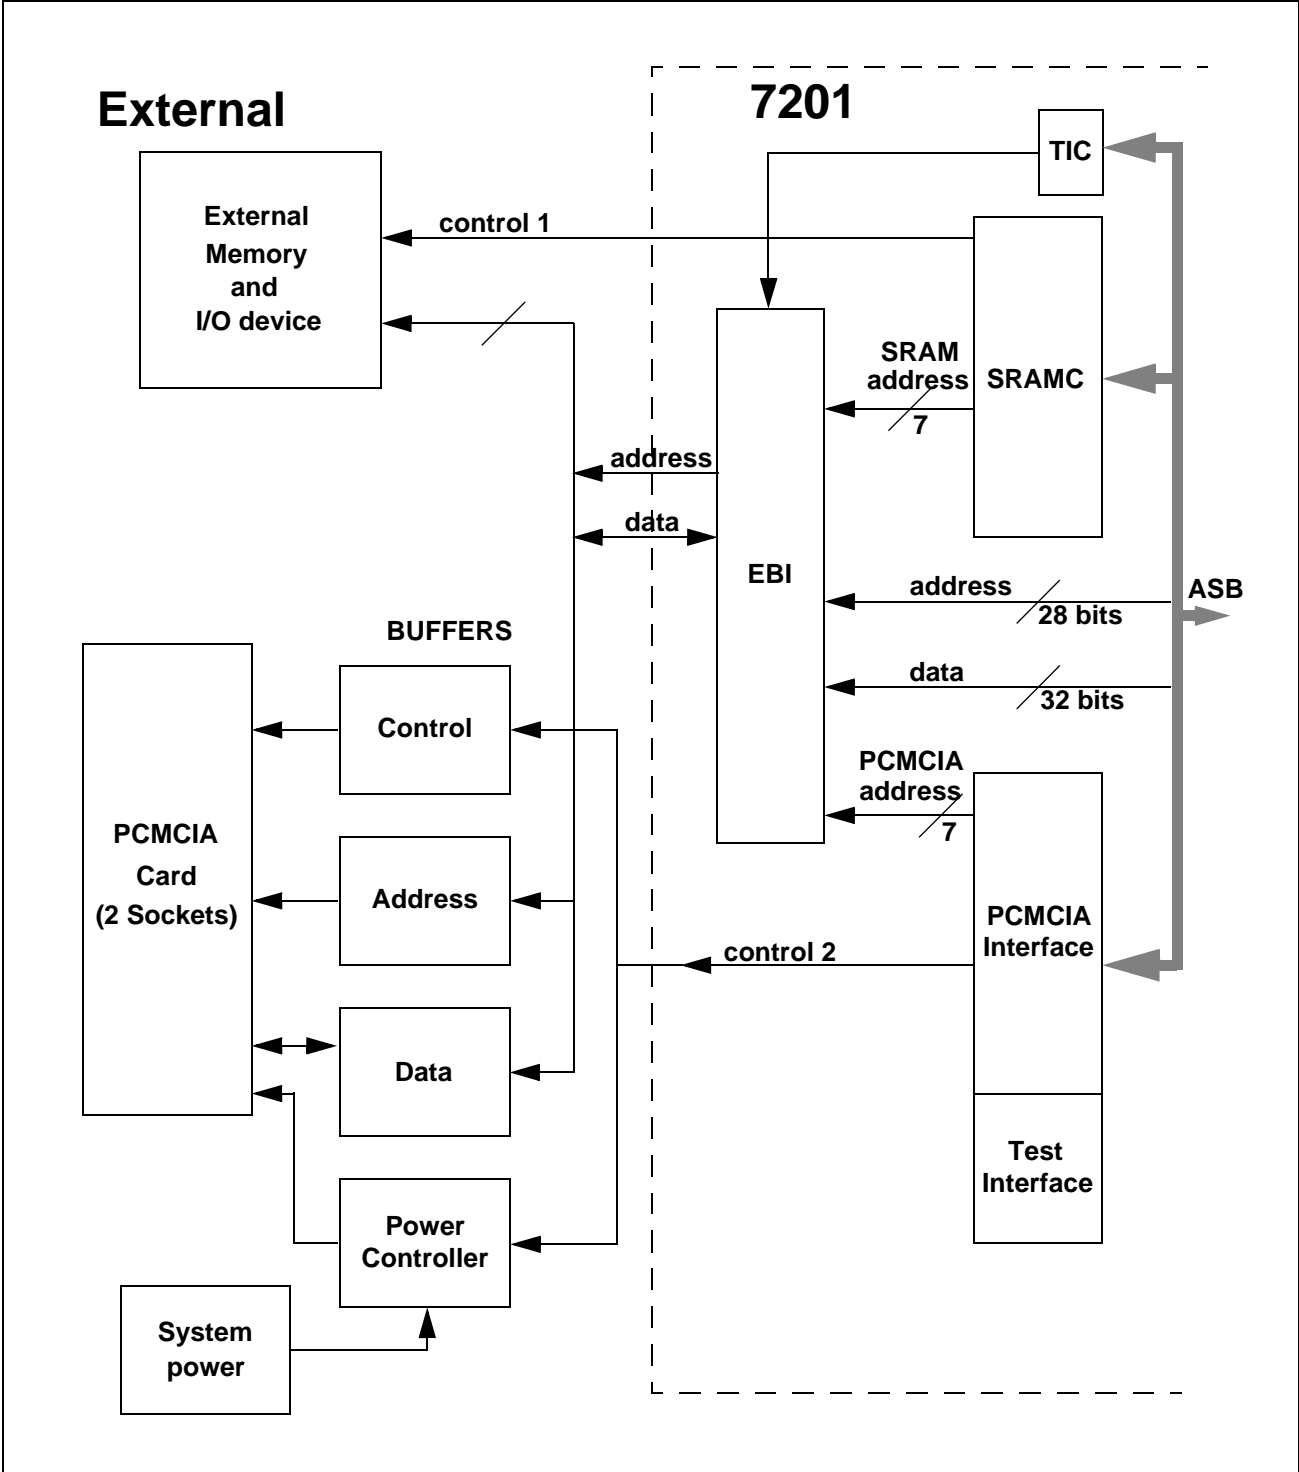 External
7201
TIC
External
Memory
and
I/O device
control 1
SRAM
address
7
SRAMC
address
data
EBI
address
28 bits
ASB
data
32 bits
BUFFERS
Control
PCMCIA
address
7
PCMCIA
Card
(2 Sockets)
Address
PCMCIA
Interface
control 2
Data
Test
Interface
Power
Controller
System
power